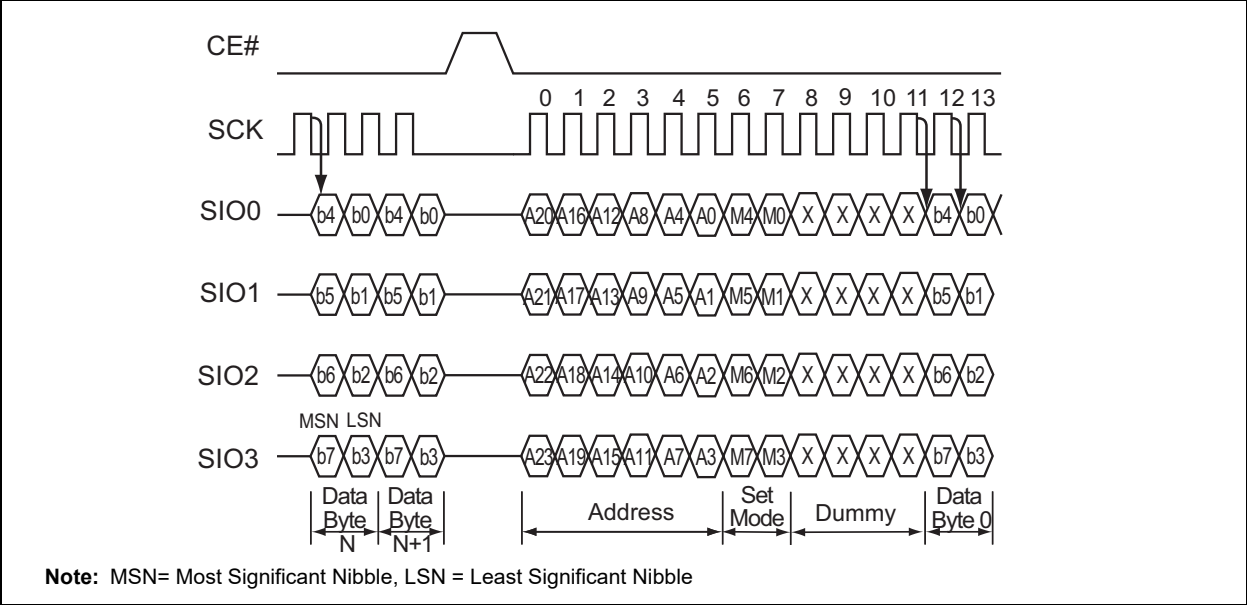 CE#
0 1 2 3 4 5 6 7 8 9 10 11 12 13
SCK
SIO0 b4 b0 b4 b0 A20 A16 A12 A8 A4 A0 M4 M0 X X X X b4 b0
SIO1 b5 b1 b5 b1 A21 A17 A13 A9 A5 A1 M5 M1 X X X X b5 b1
SIO2 b6 b2 b6 b2 A22 A18 A14 A10 A6 A2 M6 M2 X X X X b6 b2
MSN LSN
SIO3 b7 b3 b7 b3 A23 A19 A15 A11 A7 A3 M7 M3 X X X X b7 b3
Data Data Set Data
Byte Byte Address Mode Dummy Byte 0
N N+1
Note: MSN= Most Significant Nibble, LSN = Least Significant Nibble